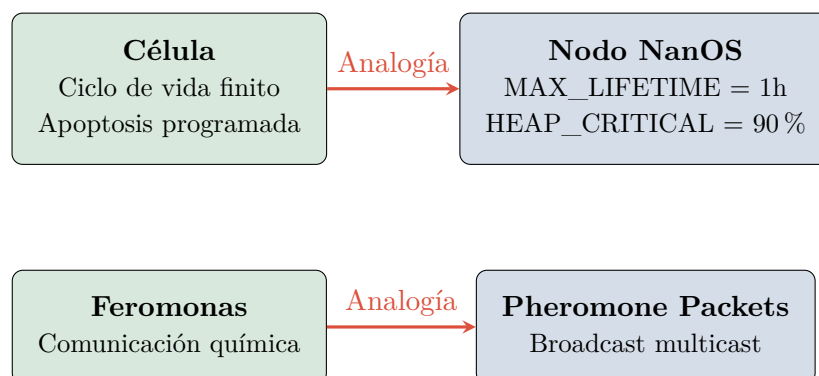 Célula
Ciclo de vida finito
Apoptosis programada
Analogía
Nodo NanOS
MAX_LIFETIME = 1h
HEAP_CRITICAL = 90 %
Feromonas
Comunicación química
Analogía
Pheromone Packets
Broadcast multicast